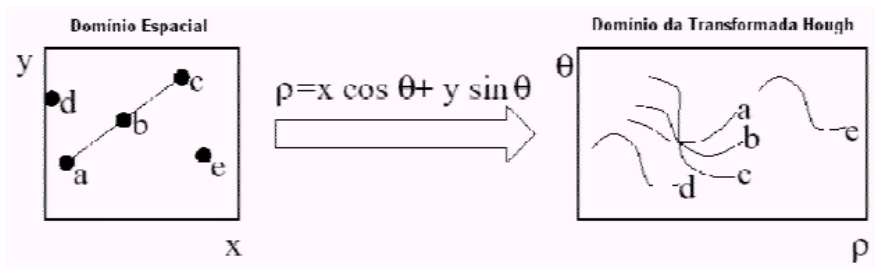 Domínio Espacial
Domínio da Transformada Hough
y
d
c
b
a
e
x
ρ=x cos θ+ y sin θ
θ
a
b
c
d
e
ρ